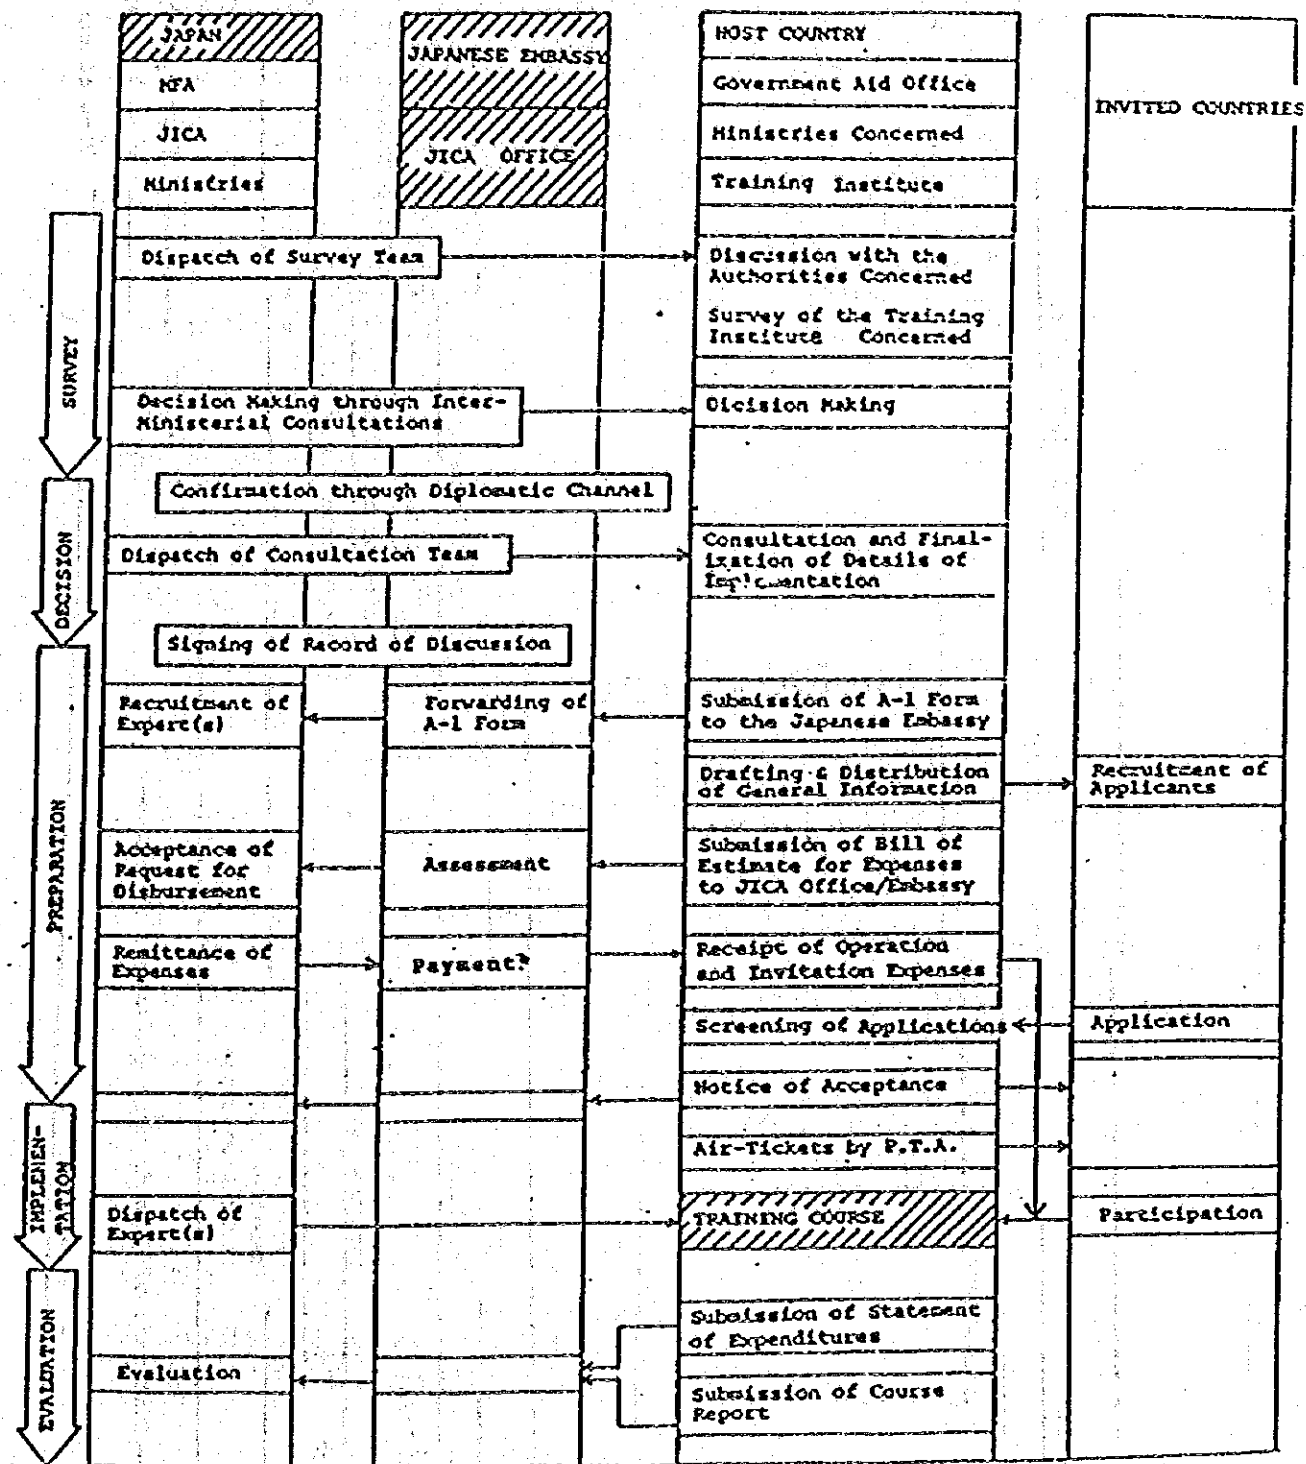 JAPAN
MFA
JICA
Ministries
JAPANESE EMBASSY
JICA OFFICE
HOST COUNTRY
Government Aid Office
Ministries Concerned
Training Institute
INVITED COUNTRIES
SURVEY
Dispatch of Survey Team
Discussion with the
Authorities Concerned
Survey of the Training
Institute Concerned
Decision Making through Inter-
Ministerial Consultations
Dicision Making
DECISION
Confirmation through Diplomatic Channel
Dispatch of Consultation Team
Consultation and Final-
ization of Details of
Implementation
Signing of Record of Discussion
PREPARATION
Recruitment of
Expert(s)
Forwarding of
A-1 Form
Submission of A-1 Form
to the Japanese Embassy
Drafting & Distribution
of General Information
Recruitment of
Applicants
Acceptance of
Request for
Disbursement
Assessment
Submission of Bill of
Estimate for Expenses
to JICA Office/Embassy
Remittance of
Expenses
Payment
Receipt of Operation
and Invitation Expenses
Screening of Applications
Application
Notice of Acceptance
Air-Tickets by P.T.A.
IMPLEMEN-
TATION
Dispatch of
Expert(s)
TRAINING COURSE
Participation
EVALUATION
Submission of Statement
of Expenditures
Evaluation
Submission of Course
Report